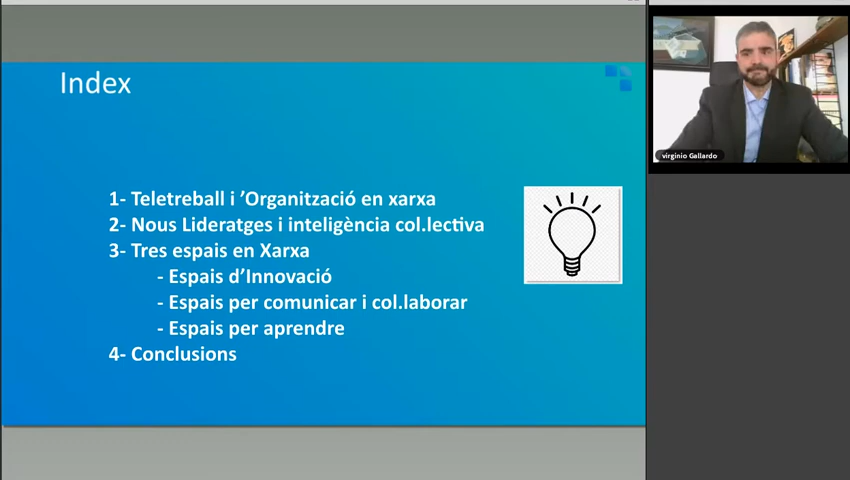 Index
1- Teletreball i ’Organització en xarxa
2- Nous Lideratges i inteligència col.lectiva
3- Tres espais en Xarxa
- Espais d’Innovació
- Espais per comunicar i col.laborar
- Espais per aprendre
4- Conclusions
virginio Gallardo